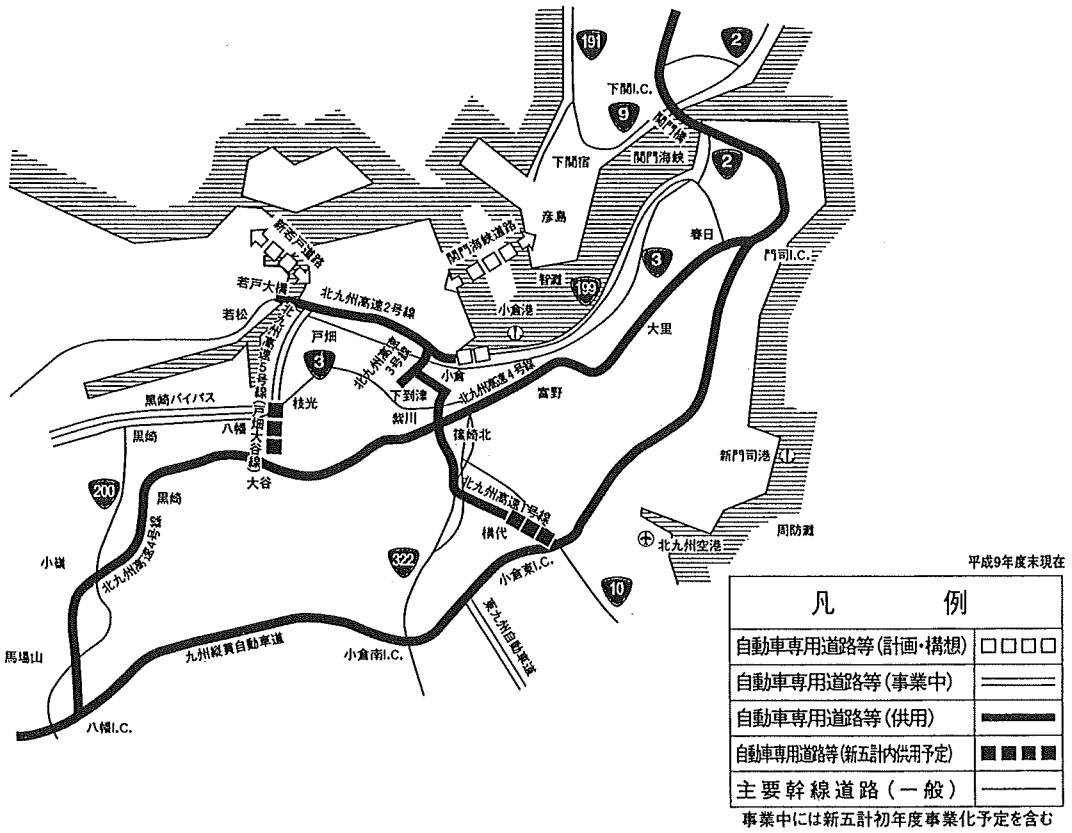 191
2
下関I.C.
9
関門橋
下関宿
関門海峡
2
彦島
春日
新若戸道路
関門海峡道路
3
門司I.C.
智灘
199
若戸大橋
北九州高速2号線
小倉港
若松
大里
戸畑
北九州高速5号線(戸畑大谷線)
北九州高速
3号線
3
小倉
北九州高速4号線
下到津
富野
枝光
黒崎バイパス
紫川
八幡
黒崎
篠崎北
新門司港
大谷
200
黒崎
北九州高速1号線
横代
周防灘
北九州空港
小嶺
北九州高速4号線
322
小倉東I.C.
10
東九州自動車道
馬場山
九州縦貫自動車道
小倉南I.C.
八幡I.C.
平成9年度末現在
凡例
自動車専用道路等(計画・構想)
自動車専用道路等(事業中)
自動車専用道路等(供用)
自動車専用道路等(新五計内供用予定)
主要幹線道路(一般)
事業中には新五計初年度事業化予定を含む